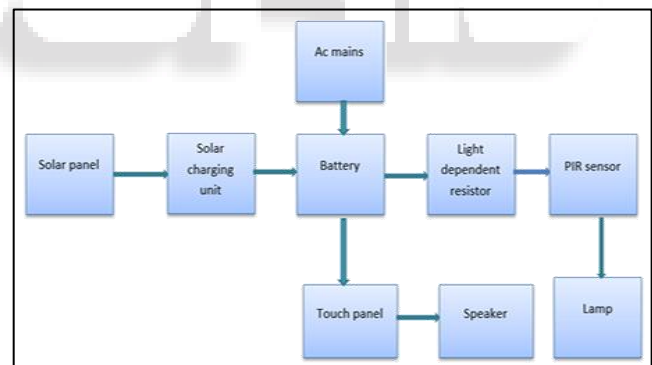 Ac mains
Solar panel
Solar
charging
unit
Battery
Light
dependent
resistor
PIR sensor
Touch panel
Speaker
Lamp